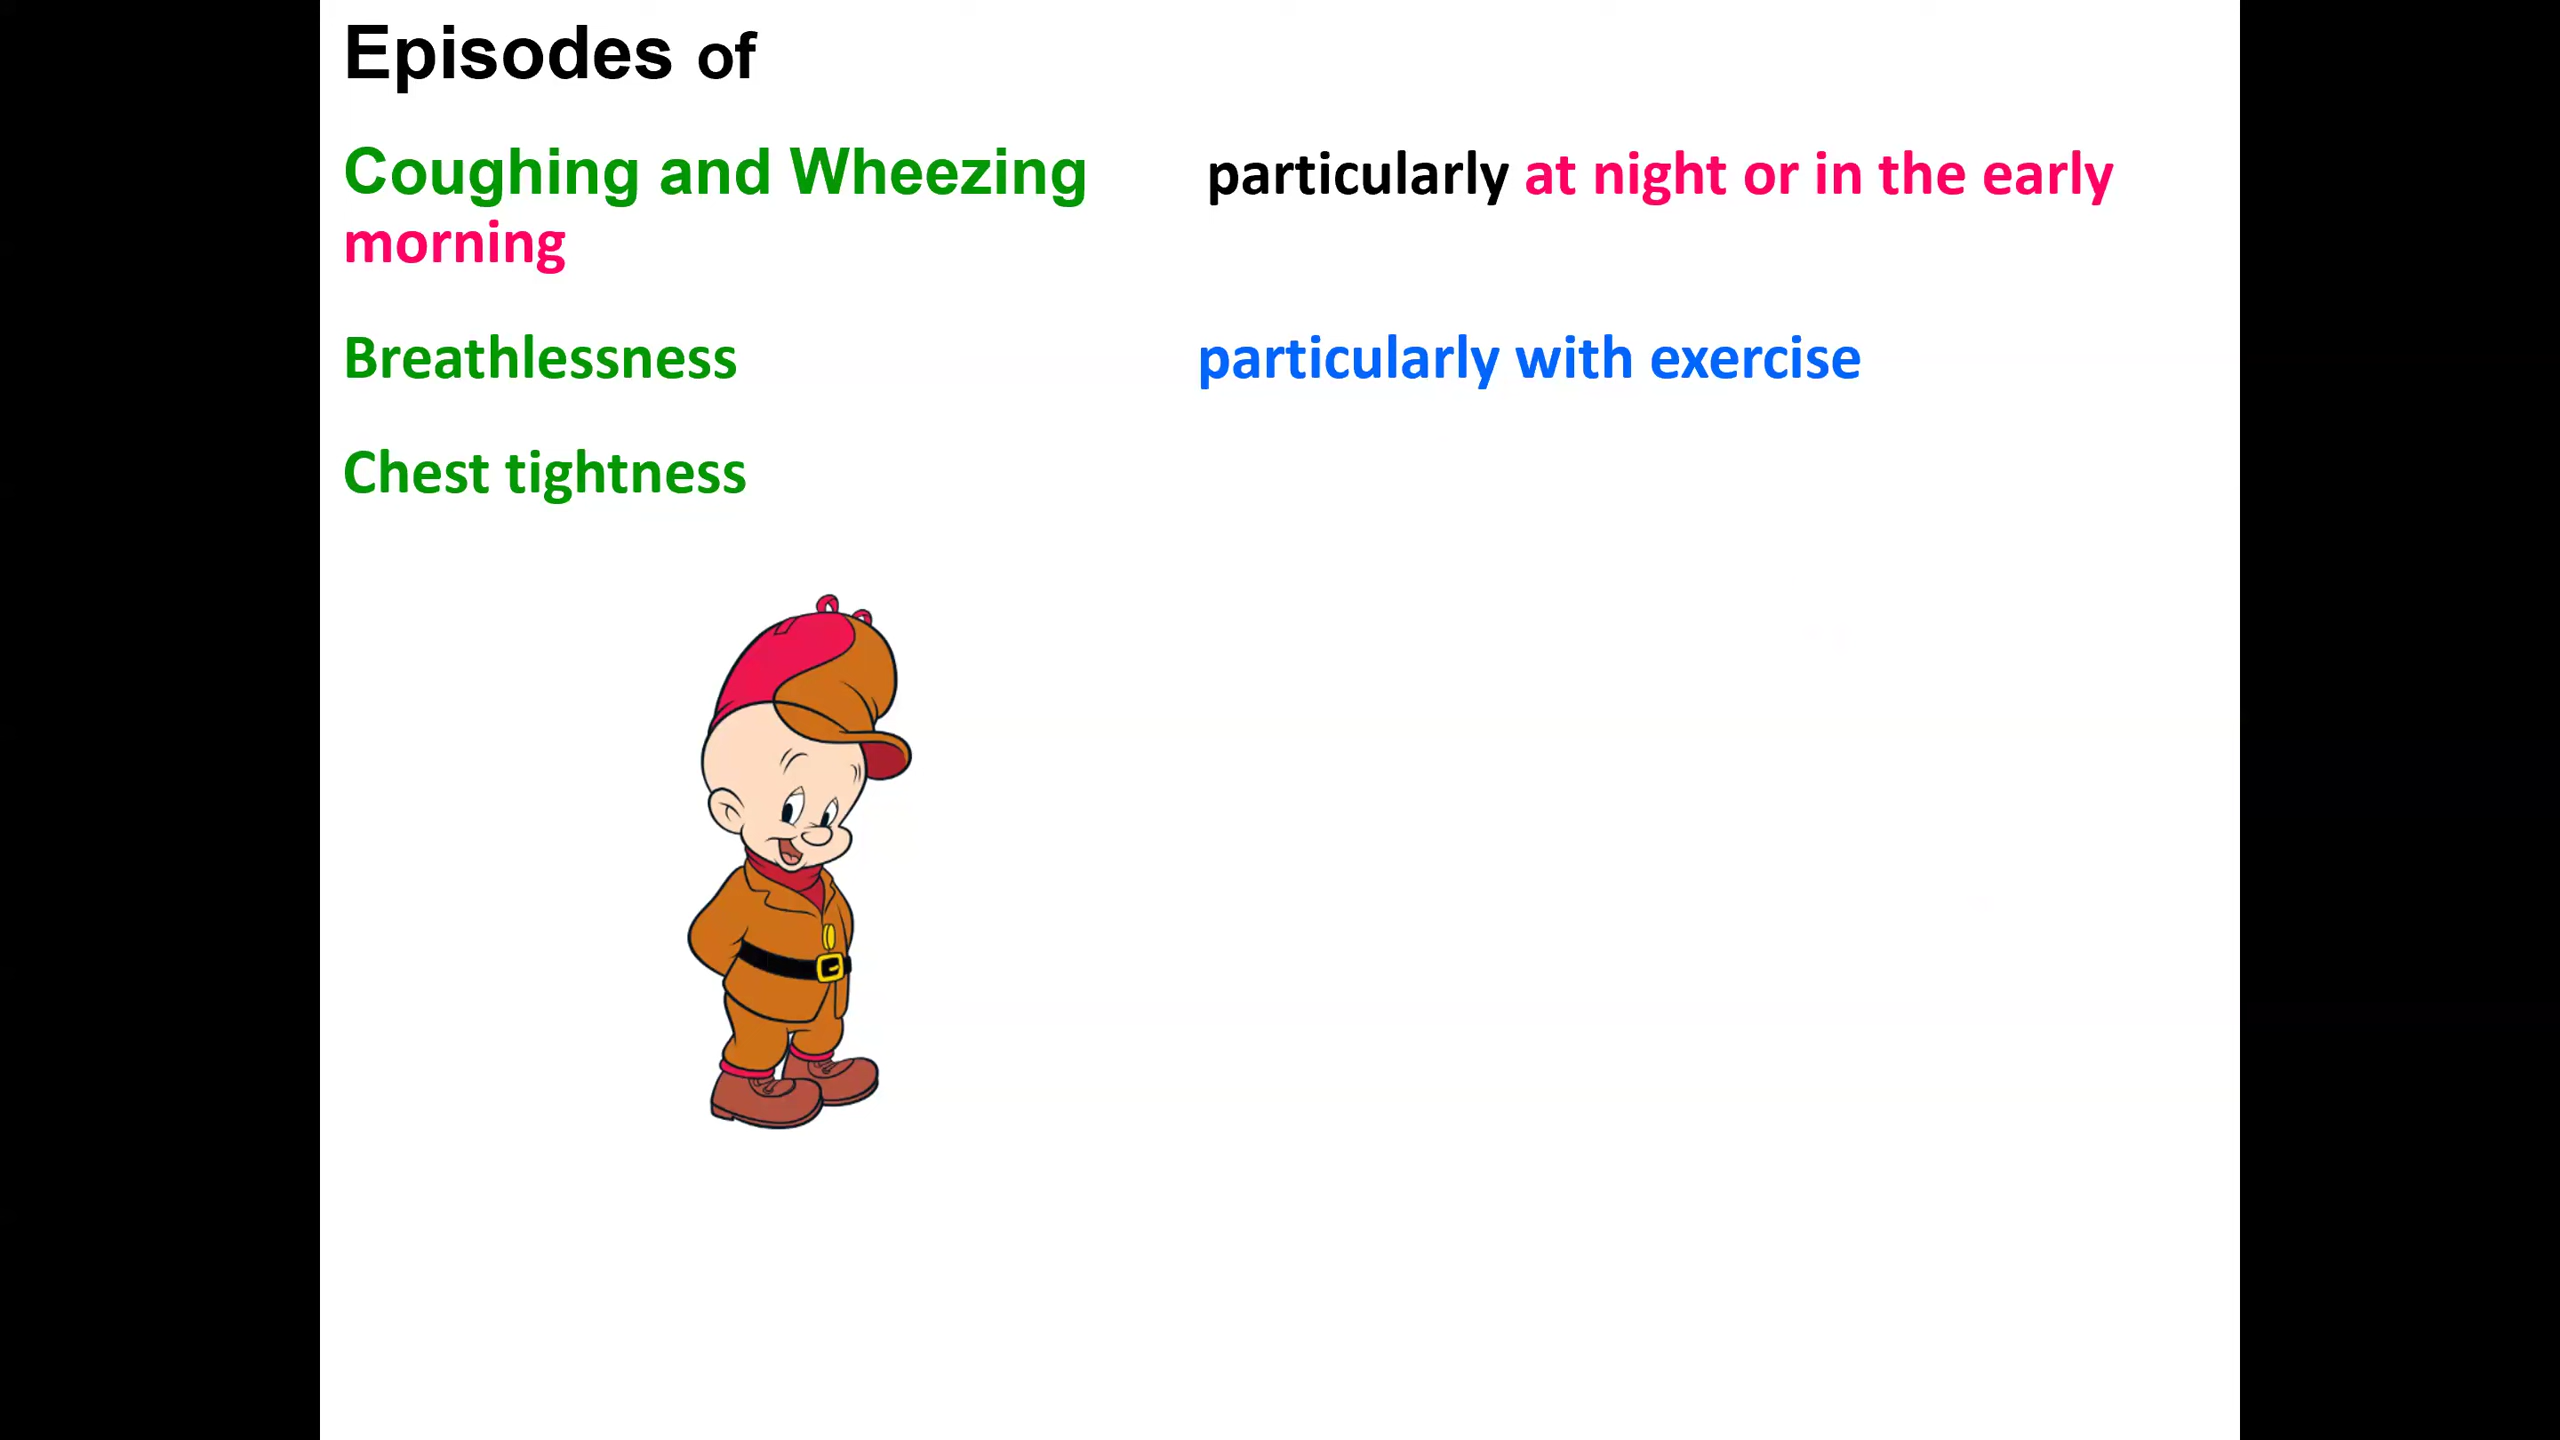 Episodes of
Coughing and Wheezing particularly at night or in the early
morning
Breathlessness particularly with exercise
Chest tightness